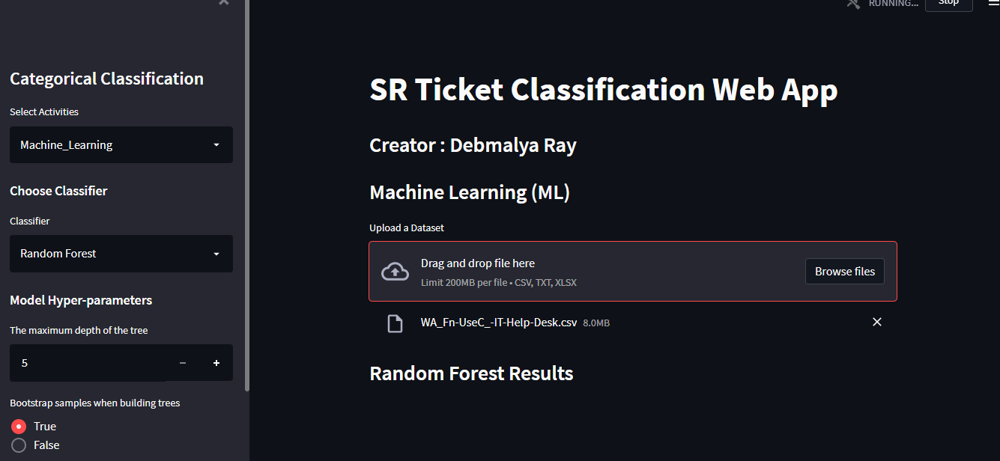 RUNNING...
Stop
Categorical Classification
Select Activities
Machine_Learning
Choose Classifier
Classifier
Random Forest
Model Hyper-parameters
The maximum depth of the tree
5
Bootstrap samples when building trees
True
False
SR Ticket Classification Web App
Creator : Debmalya Ray
Machine Learning (ML)
Upload a Dataset
Drag and drop file here
Limit 200MB per file • CSV, TXT, XLSX
Browse files
WA_Fn-UseC_-IT-Help-Desk.csv 8.0MB
Random Forest Results